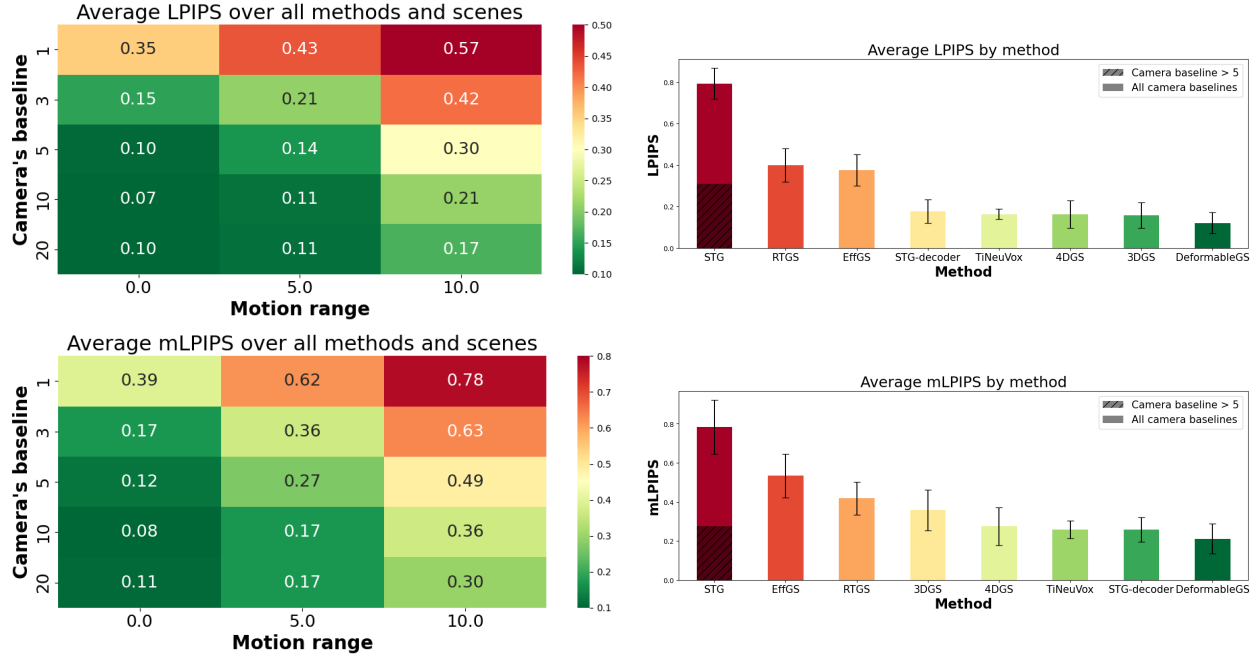 Average LPIPS over all methods and scenes
Camera's baseline
1 0.35 0.43 0.57
3 0.15 0.21 0.42
5 0.10 0.14 0.30
10 0.07 0.11 0.21
20 0.10 0.11 0.17
0.0 5.0 10.0
Motion range
0.50
0.45
0.40
0.35
0.30
0.25
0.20
0.15
0.10
Average LPIPS by method
Camera baseline > 5
All camera baselines
LPIPS
0.8
0.6
0.4
0.2
0.0
STG RTGS EffGS STG-decoder TiNeuVox 4DGS 3DGS DeformableGS
Method
Average mLPIPS over all methods and scenes
Camera's baseline
1 0.39 0.62 0.78
3 0.17 0.36 0.63
5 0.12 0.27 0.49
10 0.08 0.17 0.36
20 0.11 0.17 0.30
0.0 5.0 10.0
Motion range
0.8
0.7
0.6
0.5
0.4
0.3
0.2
0.1
Average mLPIPS by method
Camera baseline > 5
All camera baselines
mLPIPS
0.8
0.6
0.4
0.2
0.0
STG EffGS RTGS 3DGS 4DGS TiNeuVox STG-decoder DeformableGS
Method